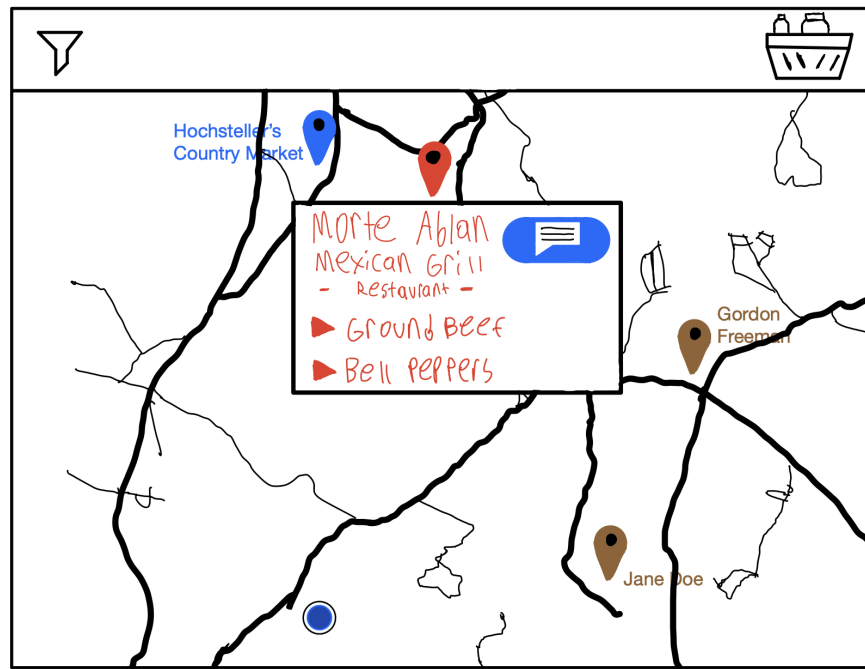 Hochsteller's
Country Market
Morte Ablan
Mexican Grill
- Restaurant -
Ground Beef
Bell Peppers
Gordon
Freeman
Jane Doe